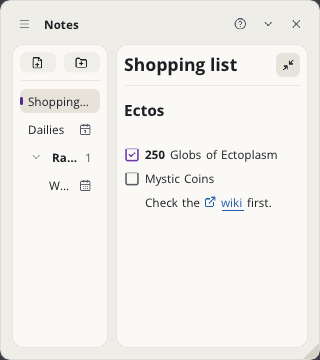 Notes
Shopping...
Dailies
Ra... 1
W...
Shopping list
Ectos
250 Globs of Ectoplasm
Mystic Coins
Check the wiki first.